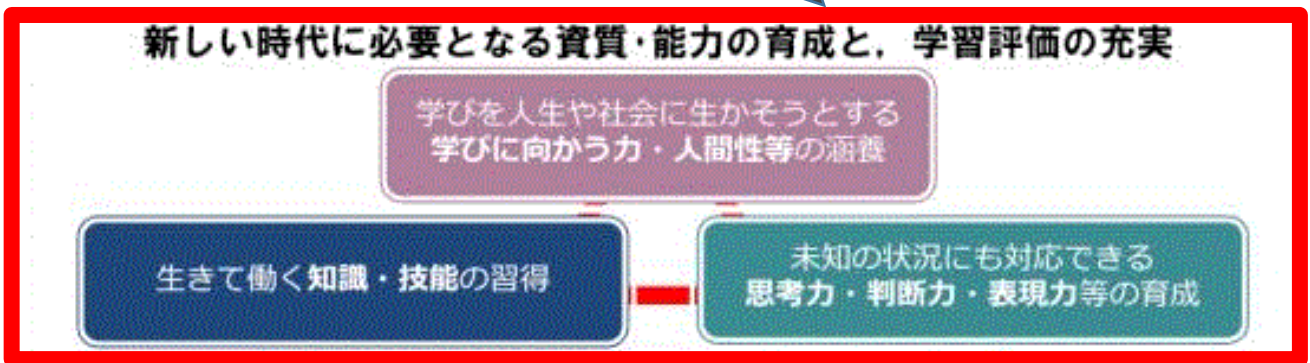 新しい時代に必要となる資質･能力の育成と，学習評価の充実
学びを人生や社会に生かそうとする
学びに向かう力・人間性等の涵養
生きて働く知識・技能の習得
未知の状況にも対応できる
思考力・判断力・表現力等の育成